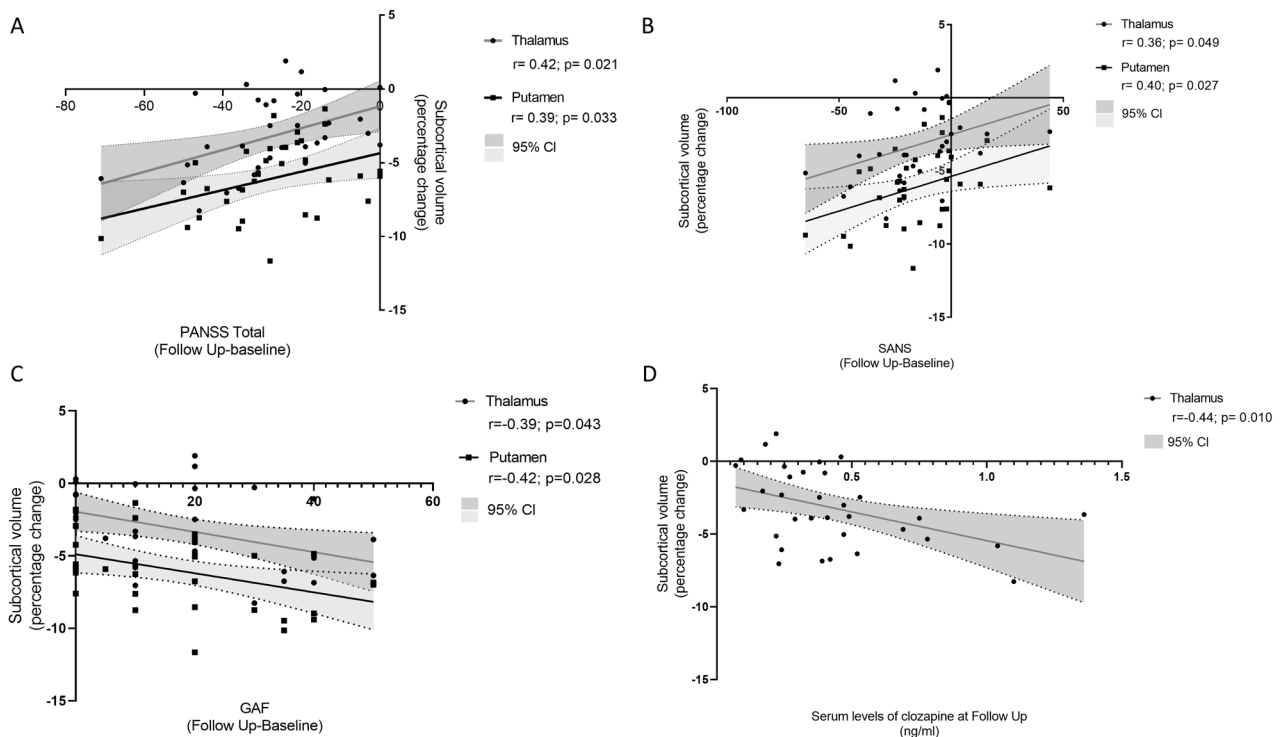 A
5
Thalamus
r= 0.42; p= 0.021
Putamen
r= 0.39; p= 0.033
95% CI
-80
-60
-40
-20
0
0
-5
-10
-15
Subcortical volume
(percentage change)
PANSS Total
(Follow Up-baseline)
B
5
Thalamus
r= 0.36; p= 0.049
Putamen
r= 0.40; p= 0.027
95% CI
-100
-50
0
50
-5
-10
-15
Subcortical volume
(percentage change)
SANS
(Follow Up-Baseline)
C
5
Thalamus
r=-0.39; p=0.043
Putamen
r=-0.42; p=0.028
95% CI
0
20
40
60
-5
-10
-15
Subcortical volume
(percentage change)
GAF
(Follow Up-Baseline)
D
5
Thalamus
r=-0.44; p=0.010
95% CI
0
0.5
1.0
1.5
-5
-10
-15
Subcortical volume
(percentage change)
Serum levels of clozapine at Follow Up
(ng/ml)